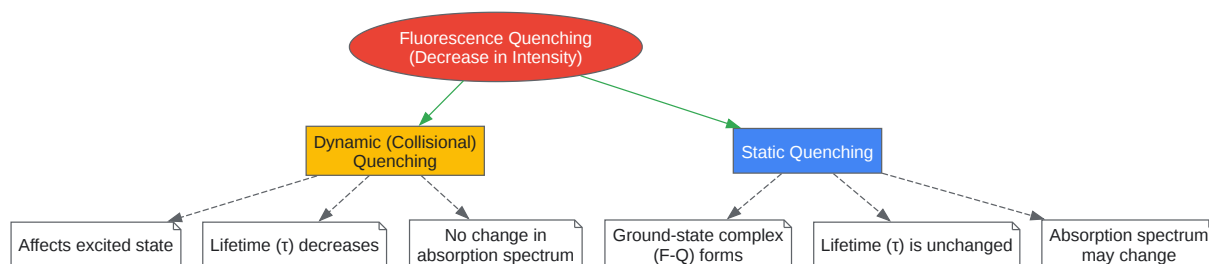 Fluorescence Quenching
(Decrease in Intensity)
Dynamic (Collisional)
Quenching
Static Quenching
Affects excited state
Lifetime (τ) decreases
No change in
absorption spectrum
Ground-state complex
(F-Q) forms
Lifetime (τ) is unchanged
Absorption spectrum
may change